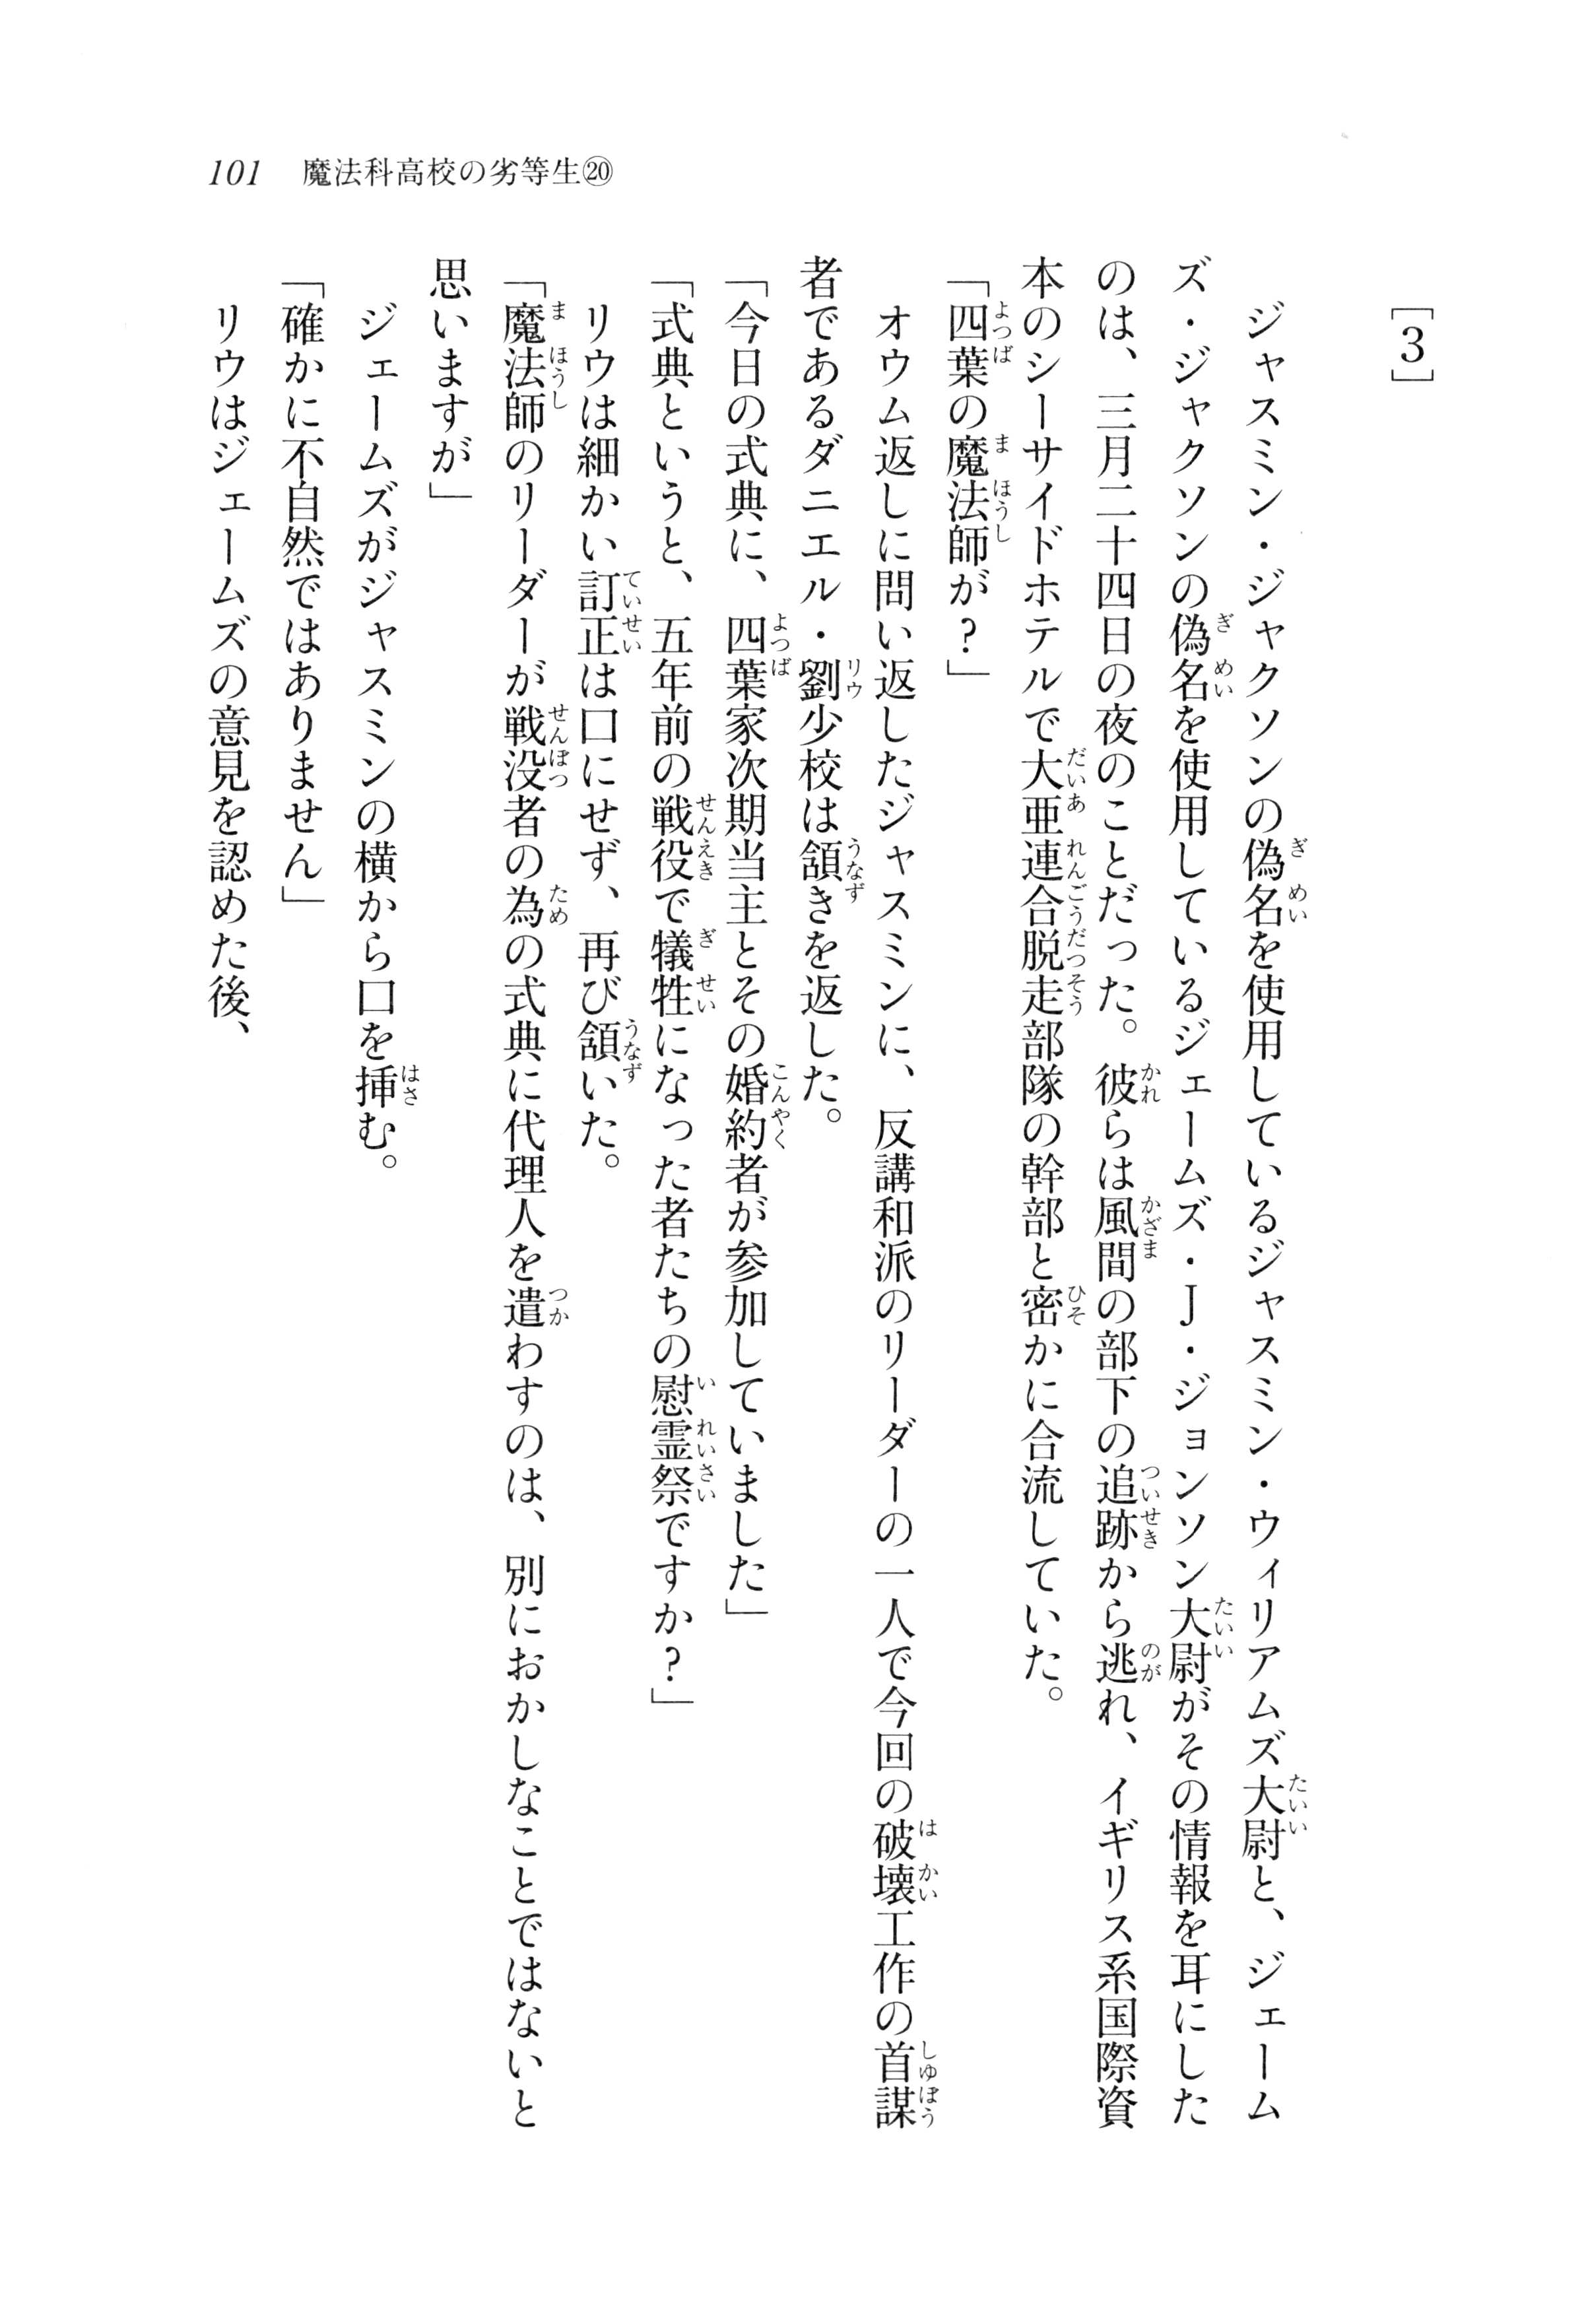 101 魔法科高校の劣等生⑳
［3］
ジャスミン・ジャクソンの偽名を使用しているジャスミン・ウィリアムズ大尉と、ジェーム
ズ・ジャクソンの偽名を使用しているジェームズ・J・ジョンソン大尉がその情報を耳にした
のは、三月二十四日の夜のことだった。彼らは風間の部下の追跡から逃れ、イギリス系国際資
本のシーサイドホテルで大亜連合脱走部隊の幹部と密かに合流していた。
「四葉の魔法師が？」
オウム返しに問い返したジャスミンに、反講和派のリーダーの一人で今回の破壊工作の首謀
者であるダニエル・劉少校は頷きを返した。
「今日の式典に、四葉家次期当主とその婚約者が参加していました」
「式典というと、五年前の戦役で犠牲になった者たちの慰霊祭ですか？」
リウは細かい訂正は口にせず、再び頷いた。
「魔法師のリーダーが戦没者の為の式典に代理人を遣わすのは、別におかしなことではないと
思いますが」
ジェームズがジャスミンの横から口を挿む。
「確かに不自然ではありません」
リウはジェームズの意見を認めた後、